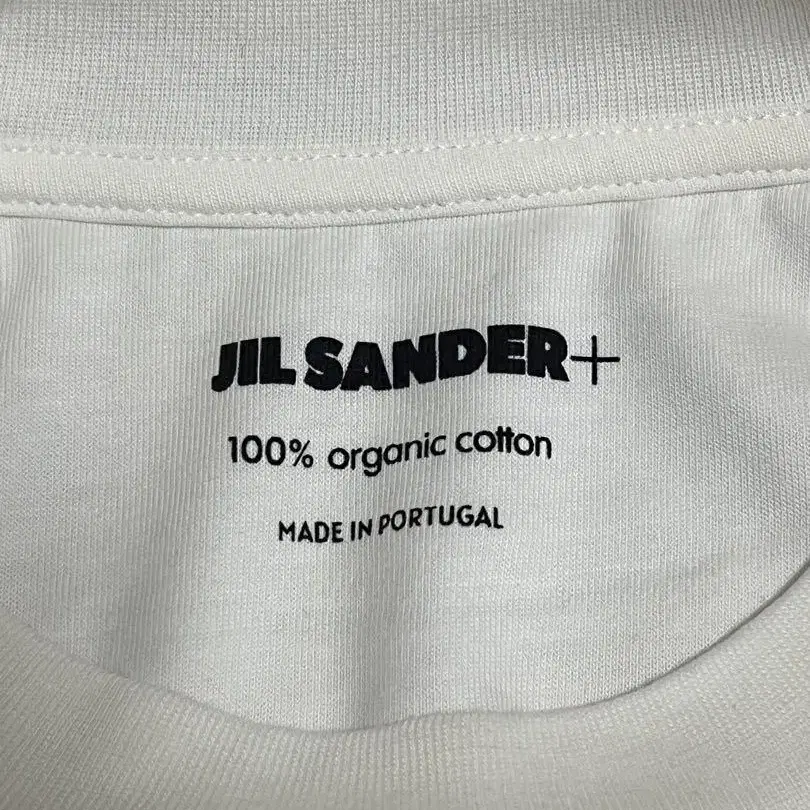 JIL SANDER+
100% organic cotton
MADE IN PORTUGAL